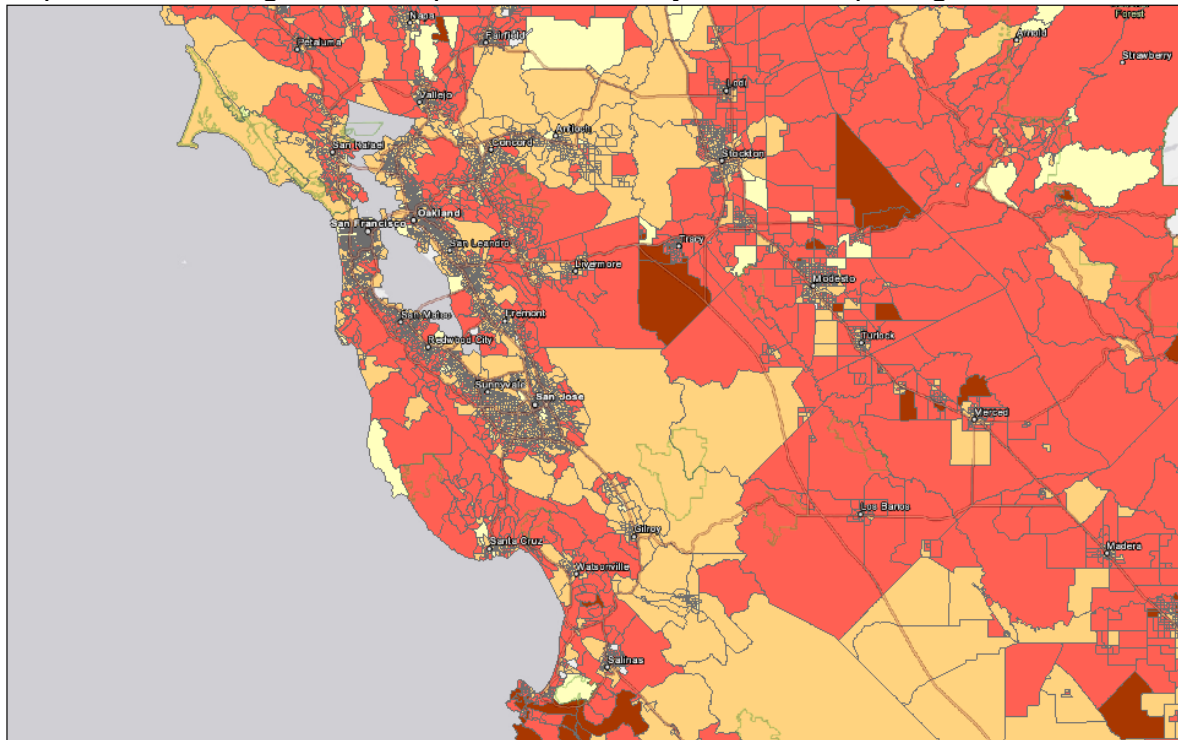 Napa
Forest
Fairfield
Arnold
Petaluma
Strawberry
Lodi
Vallejo
Antioch
San Rafael
Concord
Stockton
Oakland
San Francisco
San Leandro
Tracy
Livermore
Modesto
San Mateo
Fremont
Turlock
Redwood City
Sunnyvale
San Jose
Merced
Los Banos
Gilroy
Santa Cruz
Madera
Watsonville
Salinas